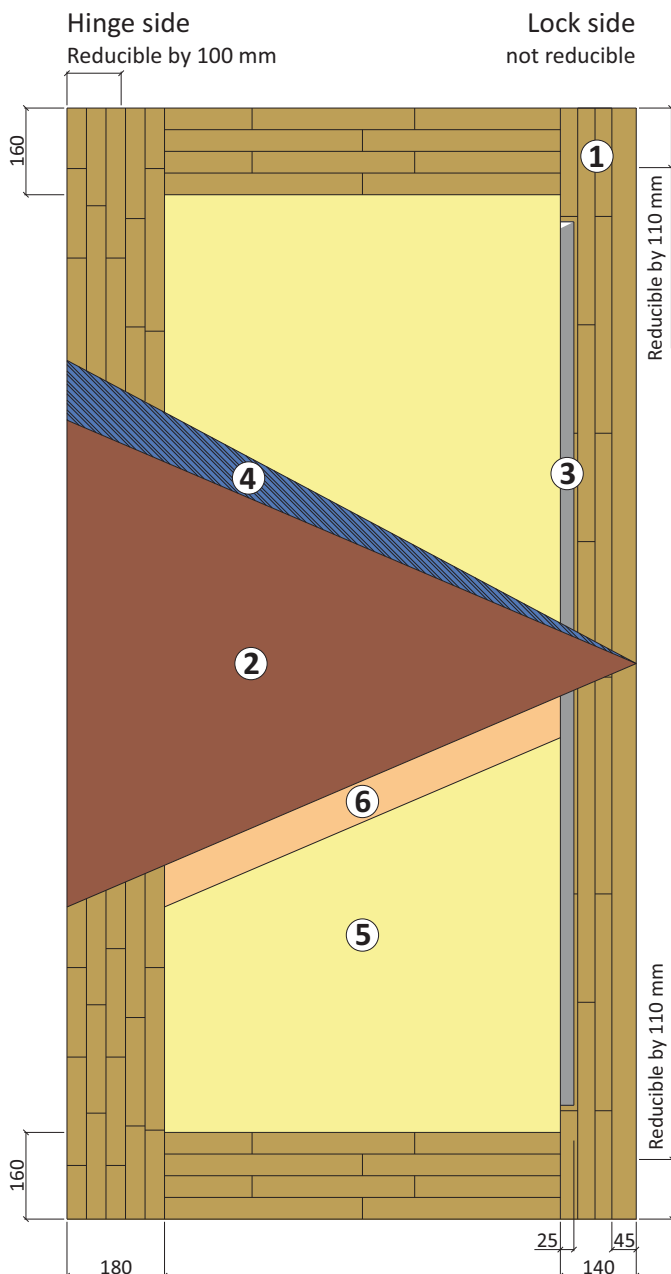 Hinge side
Reducible by 100 mm
Lock side
not reducible
160
1
Reducible by 110 mm
3
4
2
6
5
Reducible by 110 mm
160
25
45
180
140